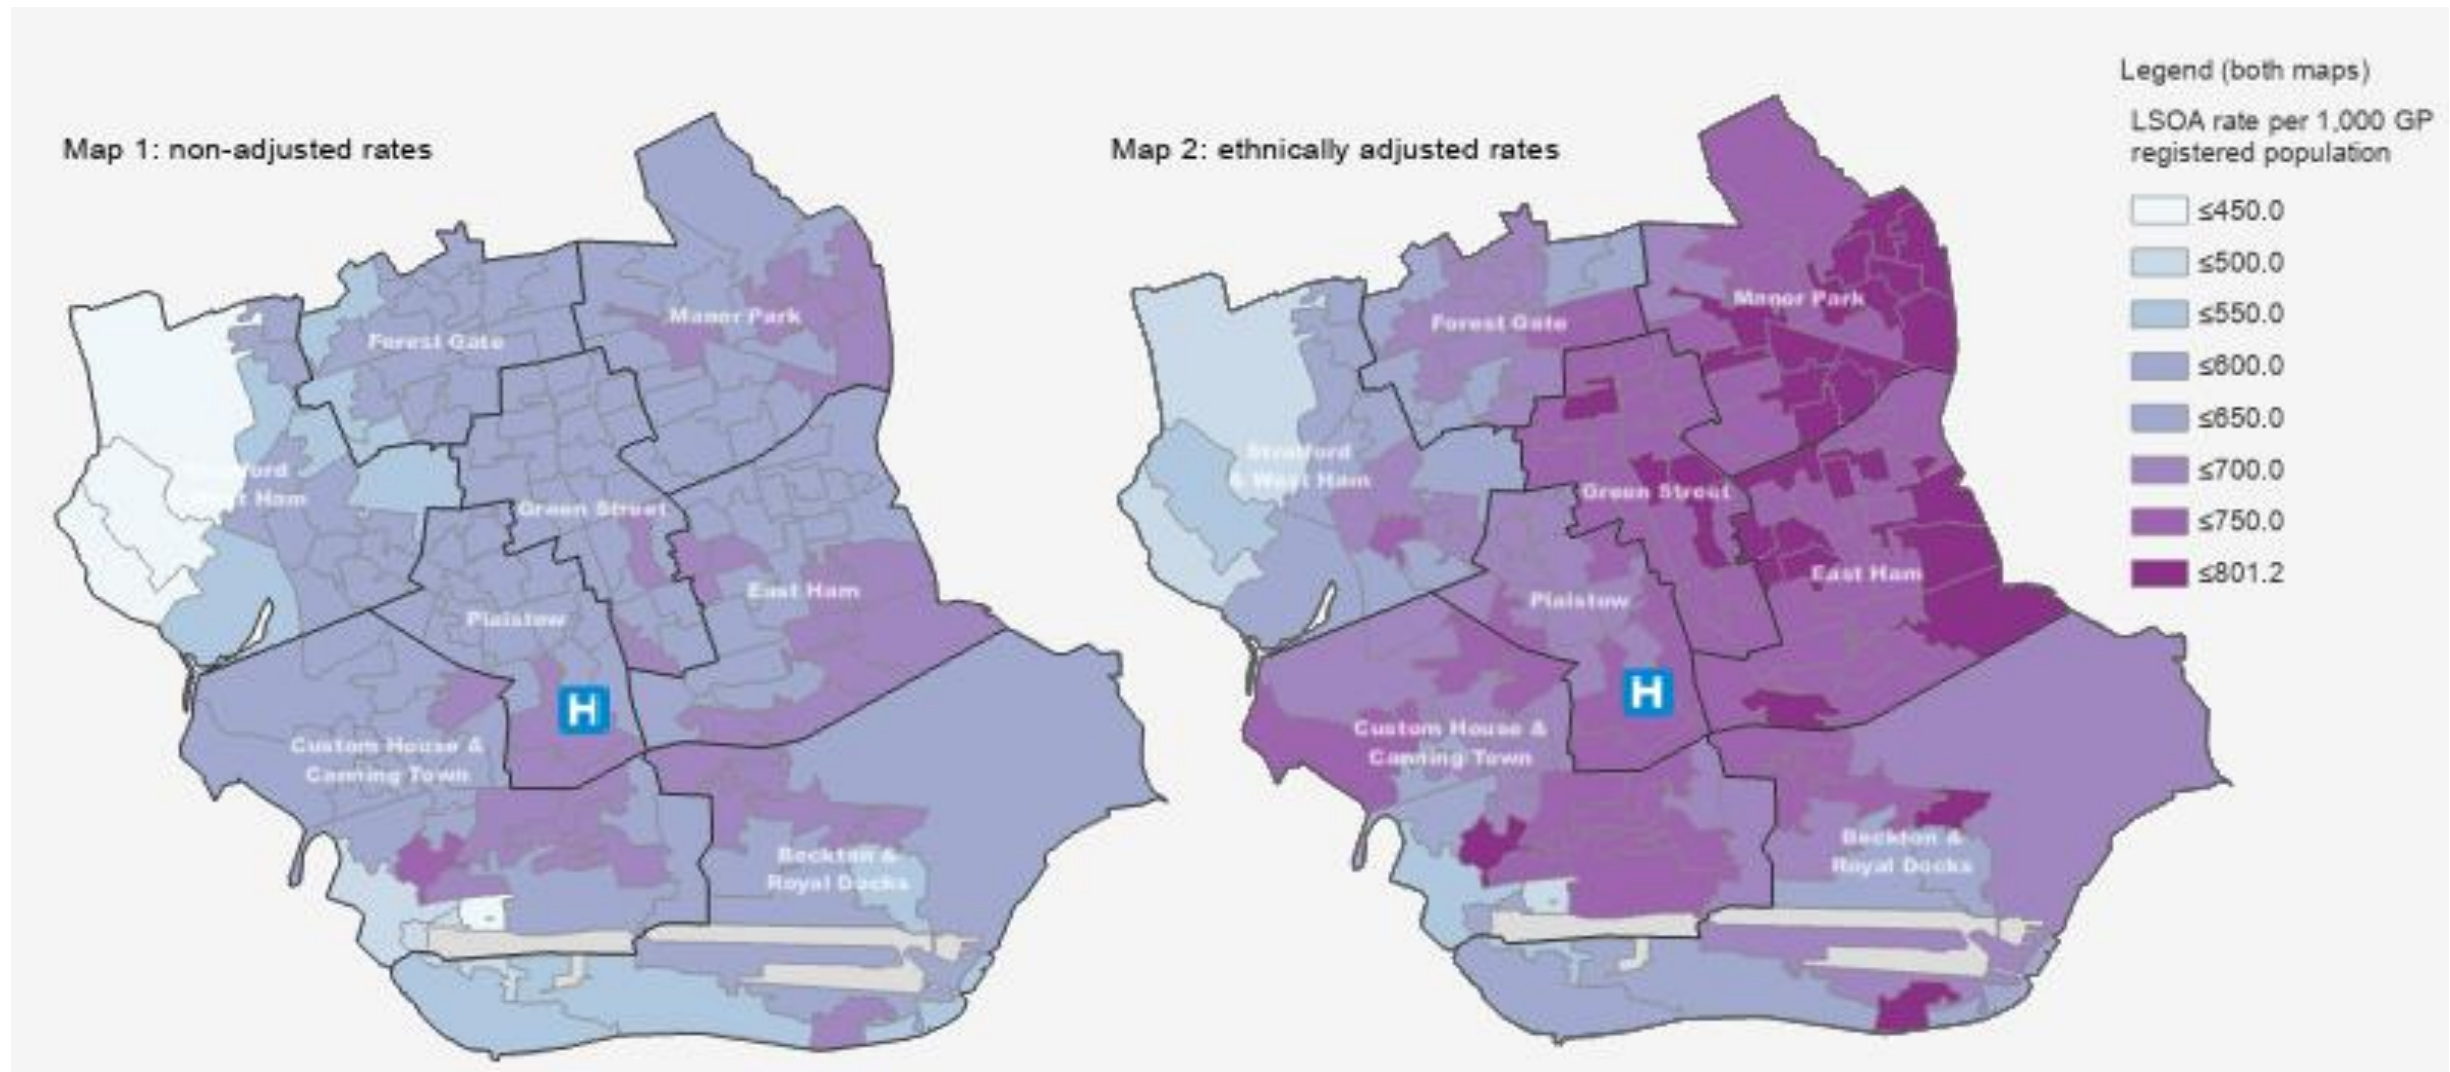 Map 1: non-adjusted rates
Forest Gate
Manor Park
Ham
Green Street
East Ham
Plaistow
H
Custom House &
Canning Town
Beckton &
Royal Docks
Map 2: ethnically adjusted rates
Manor Park
Forest Gate
Stratford
& West Ham
Green Street
East Ham
Plaistow
H
Custom House &
Canning Town
Beckton &
Royal Docks
Legend (both maps)
LSOA rate per 1,000 GP
registered population
≤450.0
≤500.0
≤550.0
≤600.0
≤650.0
≤700.0
≤750.0
≤801.2